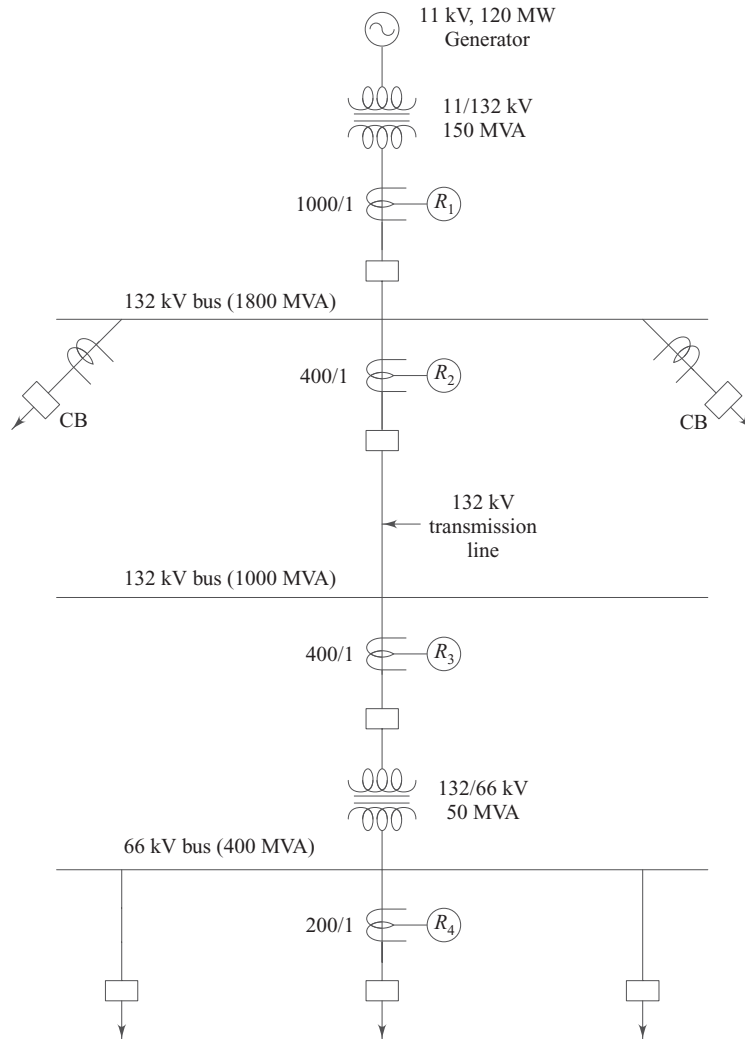 11 kV, 120 MW
Generator
11/132 kV
150 MVA
1000/1
R1
132 kV bus (1800 MVA)
400/1
R2
CB
CB
132 kV
transmission
line
132 kV bus (1000 MVA)
400/1
R3
132/66 kV
50 MVA
66 kV bus (400 MVA)
200/1
R4